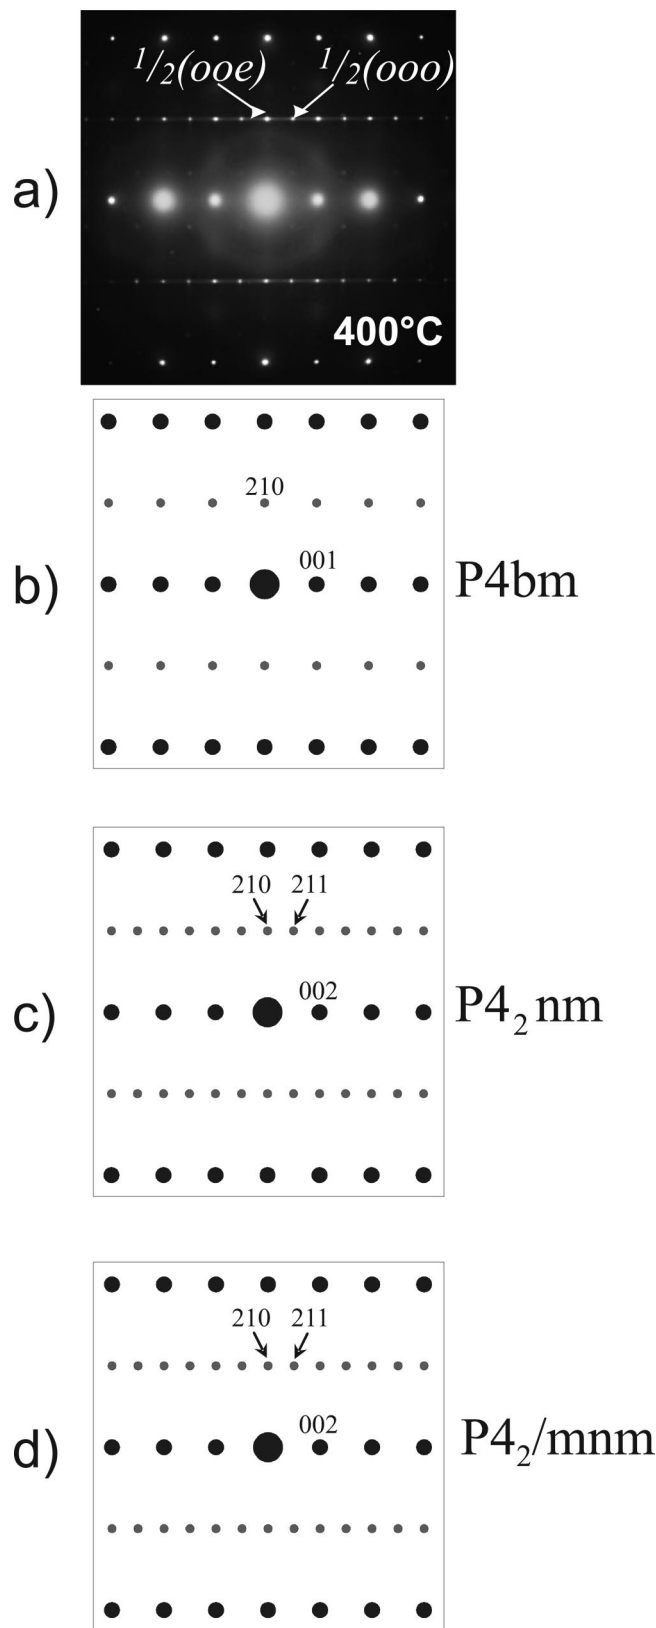 a)
1/2(ooe) 1/2(ooo)
400°C
b)
210
001
P4bm
c)
210 211
002
P4₂nm
d)
210 211
002
P4₂/mnm